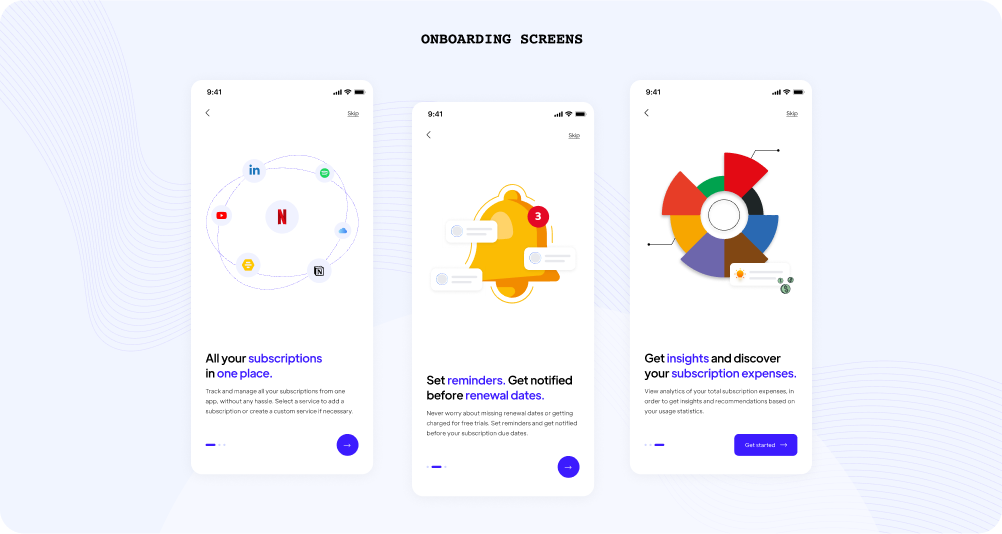 ONBOARDING SCREENS
9:41
Skip
in
N
N
All your subscriptions
in one place.
Track and manage all your subscriptions from one
app, without any hassle. Select a service to add a
subscription or create a custom service if necessary.
9:41
Skip
3
Set reminders. Get notified
before renewal dates.
Never worry about missing renewal dates or getting
charged for free trials. Set reminders and get notified
before your subscription due dates.
9:41
Skip
Get insights and discover
your subscription expenses.
View analytics of your total subscription expenses, in
order to get insights and recommendations based on
your usage statistics.
Get started